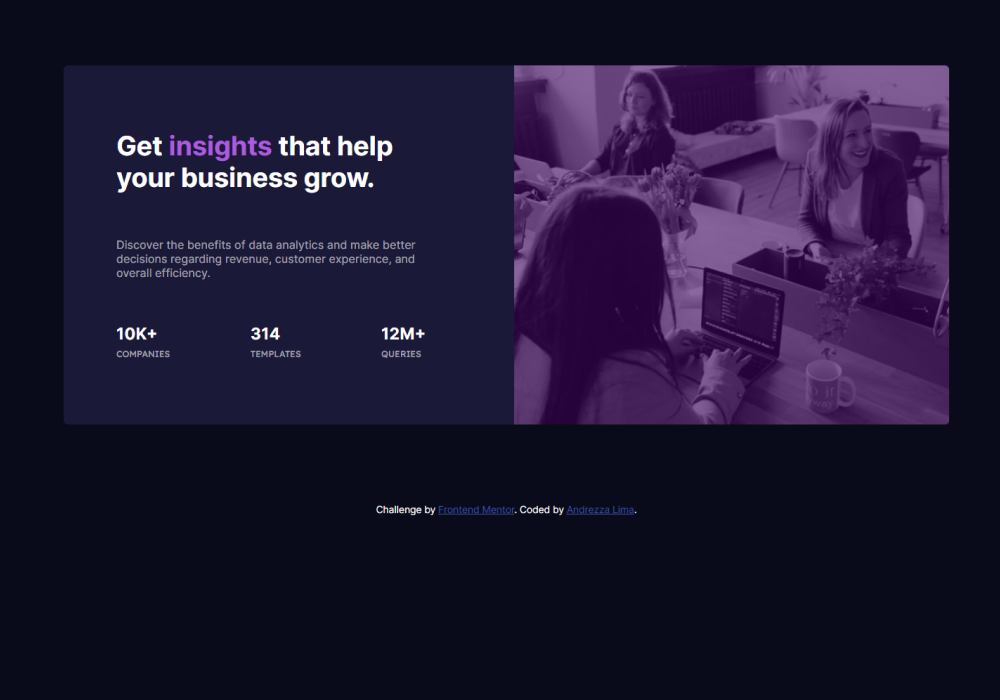 Get insights that help
your business grow.
Discover the benefits of data analytics and make better
decisions regarding revenue, customer experience, and
overall efficiency.
10K+ 314 12M+
COMPANIES TEMPLATES QUERIES
Challenge by Frontend Mentor. Coded by Andrezza Lima.